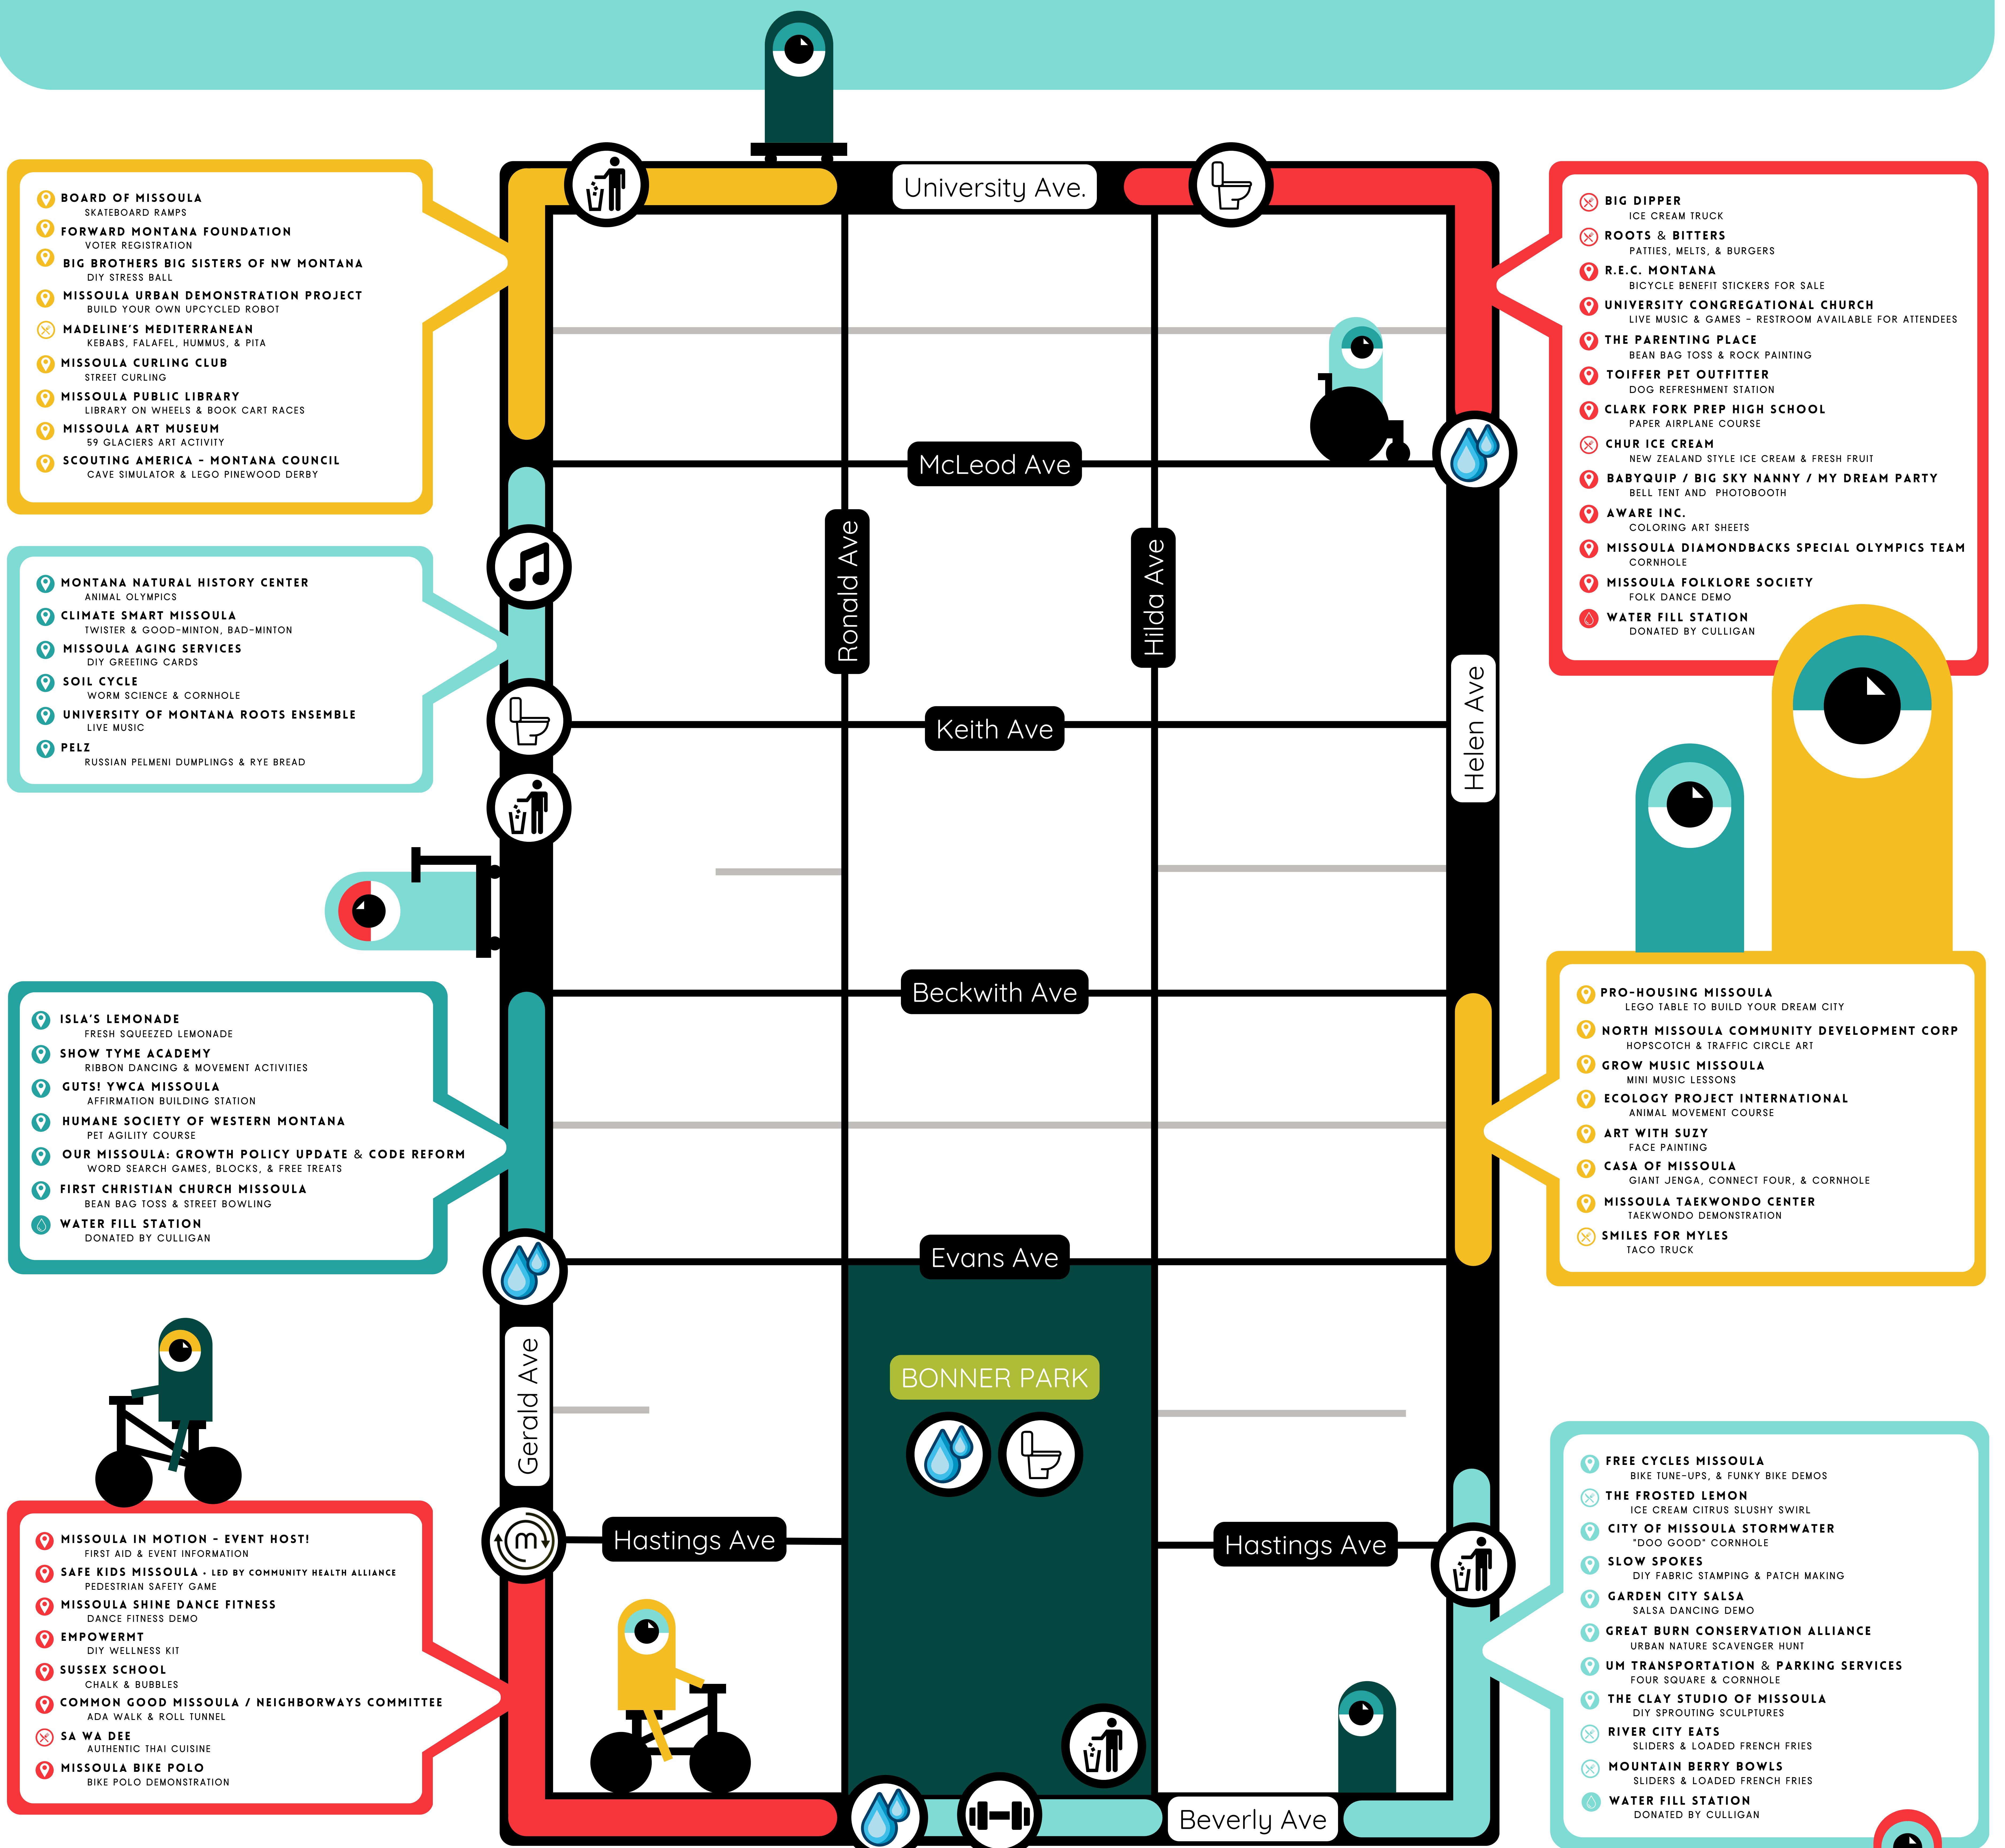 BOARD OF MISSOULA
SKATEBOARD RAMPS
FORWARD MONTANA FOUNDATION
VOTER REGISTRATION
BIG BROTHERS BIG SISTERS OF NW MONTANA
DIY STRESS BALL
MISSOULA URBAN DEMONSTRATION PROJECT
BUILD YOUR OWN UPCYCLED ROBOT
MADELINE'S MEDITERRANEAN
KEBABS, FALAFEL, HUMMUS, & PITA
MISSOULA CURLING CLUB
STREET CURLING
MISSOULA PUBLIC LIBRARY
LIBRARY ON WHEELS & BOOK CART RACES
MISSOULA ART MUSEUM
59 GLACIERS ART ACTIVITY
SCOUTING AMERICA - MONTANA COUNCIL
CAVE SIMULATOR & LEGO PINEWOOD DERBY
MONTANA NATURAL HISTORY CENTER
ANIMAL OLYMPICS
CLIMATE SMART MISSOULA
TWISTER & GOOD-MINTON, BAD-MINTON
MISSOULA AGING SERVICES
DIY GREETING CARDS
SOIL CYCLE
WORM SCIENCE & CORNHOLE
UNIVERSITY OF MONTANA ROOTS ENSEMBLE
LIVE MUSIC
PELZ
RUSSIAN PELMENI DUMPLINGS & RYE BREAD
ISLA'S LEMONADE
FRESH SQUEEZED LEMONADE
SHOW TYME ACADEMY
RIBBON DANCING & MOVEMENT ACTIVITIES
GUTS! YWCA MISSOULA
AFFIRMATION BUILDING STATION
HUMANE SOCIETY OF WESTERN MONTANA
PET AGILITY COURSE
OUR MISSOULA: GROWTH POLICY UPDATE & CODE REFORM
WORD SEARCH GAMES, BLOCKS, & FREE TREATS
FIRST CHRISTIAN CHURCH MISSOULA
BEAN BAG TOSS & STREET BOWLING
WATER FILL STATION
DONATED BY CULLIGAN
MISSOULA IN MOTION - EVENT HOST!
FIRST AID & EVENT INFORMATION
SAFE KIDS MISSOULA • LED BY COMMUNITY HEALTH ALLIANCE
PEDESTRIAN SAFETY GAME
MISSOULA SHINE DANCE FITNESS
DANCE FITNESS DEMO
EMPOWERMT
DIY WELLNESS KIT
SUSSEX SCHOOL
CHALK & BUBBLES
COMMON GOOD MISSOULA / NEIGHBORWAYS COMMITTEE
ADA WALK & ROLL TUNNEL
SA WA DEE
AUTHENTIC THAI CUISINE
MISSOULA BIKE POLO
BIKE POLO DEMONSTRATION
University Ave.
McLeod Ave
Ronald Ave
Hilda Ave
Keith Ave
Helen Ave
Beckwith Ave
Evans Ave
BONNER PARK
Gerald Ave
m
Hastings Ave
Hastings Ave
Beverly Ave
BIG DIPPER
ICE CREAM TRUCK
ROOTS & BITTERS
PATTIES, MELTS, & BURGERS
R.E.C. MONTANA
BICYCLE BENEFIT STICKERS FOR SALE
UNIVERSITY CONGREGATIONAL CHURCH
LIVE MUSIC & GAMES - RESTROOM AVAILABLE FOR ATTENDEES
THE PARENTING PLACE
BEAN BAG TOSS & ROCK PAINTING
TOIFFER PET OUTFITTER
DOG REFRESHMENT STATION
CLARK FORK PREP HIGH SCHOOL
PAPER AIRPLANE COURSE
CHUR ICE CREAM
NEW ZEALAND STYLE ICE CREAM & FRESH FRUIT
BABYQUIP / BIG SKY NANNY / MY DREAM PARTY
BELL TENT AND PHOTOBOOTH
AWARE INC.
COLORING ART SHEETS
MISSOULA DIAMONDBACKS SPECIAL OLYMPICS TEAM
CORNHOLE
MISSOULA FOLKLORE SOCIETY
FOLK DANCE DEMO
WATER FILL STATION
DONATED BY CULLIGAN
PRO-HOUSING MISSOULA
LEGO TABLE TO BUILD YOUR DREAM CITY
NORTH MISSOULA COMMUNITY DEVELOPMENT CORP
HOPSCOTCH & TRAFFIC CIRCLE ART
GROW MUSIC MISSOULA
MINI MUSIC LESSONS
ECOLOGY PROJECT INTERNATIONAL
ANIMAL MOVEMENT COURSE
ART WITH SUZY
FACE PAINTING
CASA OF MISSOULA
GIANT JENGA, CONNECT FOUR, & CORNHOLE
MISSOULA TAEKWONDO CENTER
TAEKWONDO DEMONSTRATION
SMILES FOR MYLES
TACO TRUCK
FREE CYCLES MISSOULA
BIKE TUNE-UPS, & FUNKY BIKE DEMOS
THE FROSTED LEMON
ICE CREAM CITRUS SLUSHY SWIRL
CITY OF MISSOULA STORMWATER
"DOO GOOD" CORNHOLE
SLOW SPOKES
DIY FABRIC STAMPING & PATCH MAKING
GARDEN CITY SALSA
SALSA DANCING DEMO
GREAT BURN CONSERVATION ALLIANCE
URBAN NATURE SCAVENGER HUNT
UM TRANSPORTATION & PARKING SERVICES
FOUR SQUARE & CORNHOLE
THE CLAY STUDIO OF MISSOULA
DIY SPROUTING SCULPTURES
RIVER CITY EATS
SLIDERS & LOADED FRENCH FRIES
MOUNTAIN BERRY BOWLS
SLIDERS & LOADED FRENCH FRIES
WATER FILL STATION
DONATED BY CULLIGAN